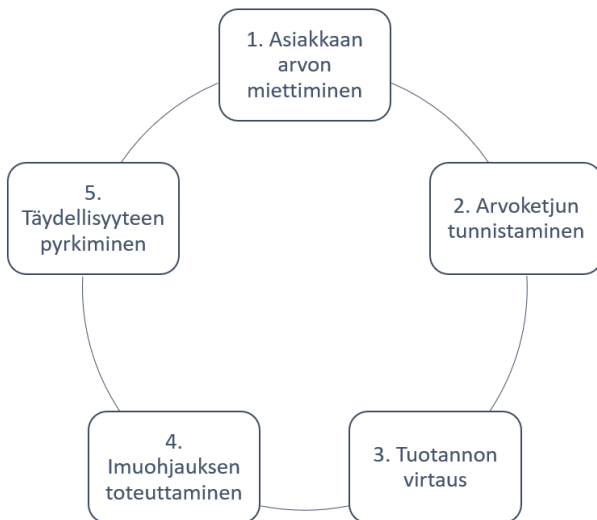 1. Asiakkaan
arvon
miettiminen
2. Arvoketjun
tunnistaminen
3. Tuotannon
virtaus
4.
Imuohjauksen
toteuttaminen
5.
Täydellisyyteen
pyrkiminen